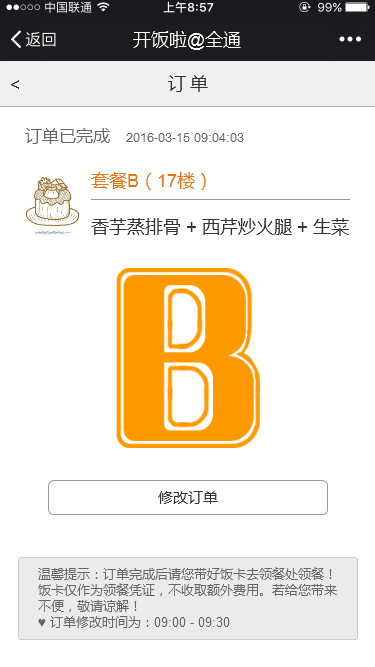 中国联通 上午8:57 99%
返回 开饭啦@全通
< 订单
订单已完成 2016-03-15 09:04:03
套餐B（17楼）
香芋蒸排骨 + 西芹炒火腿 + 生菜
B
修改订单
温馨提示：订单完成后请您带好饭卡去领餐处领餐！
饭卡仅作为领餐凭证，不收取额外费用。若给您带来
不便，敬请谅解！
♥ 订单修改时间为：09:00 - 09:30